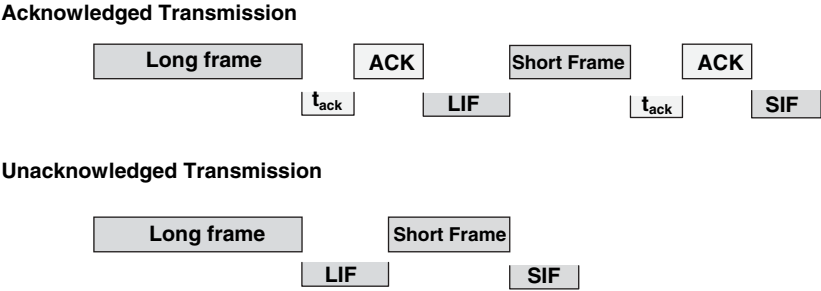 Acknowledged Transmission
Long frame ACK Short Frame ACK
tack LIF tack SIF
Unacknowledged Transmission
Long frame Short Frame
LIF SIF